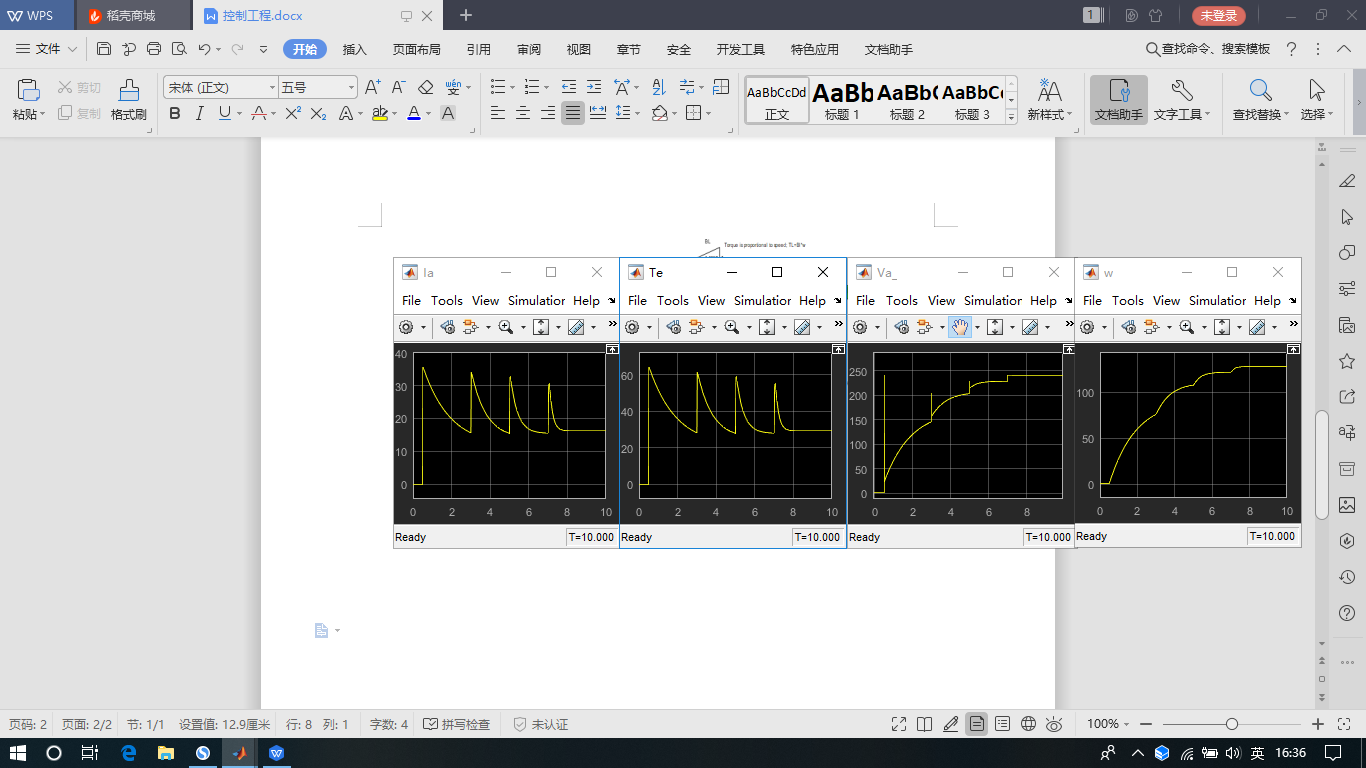 WPS 稻壳商城 控制工程.docx 1 未登录
文件 开始 插入 页面布局 引用 审阅 视图 章节 安全 开发工具 特色应用 文档助手 查找命令、搜索模板
粘贴 剪切 复制 格式刷 宋体 (正文) 五号 A+ A- wén 文
B I U A X² X₂ A ab A A
AaBbCcDd 正文 AaBb 标题 1 AaBb( 标题 2 AaBbC 标题 3 新样式 文档助手 文字工具 查找替换 选择
BL
Torque is proportional to speed; TL=Bl*w
Ia Te Va_ w
File Tools View Simulation Help File Tools View Simulation Help File Tools View Simulation Help File Tools View Simulation Help
40
30
20
10
0
0 2 4 6 8 10
60
40
20
0
0 2 4 6 8 10
250
200
150
100
50
0
0 2 4 6 8
100
50
0
0 2 4 6 8 10
Ready T=10.000 Ready T=10.000 Ready T=10.000 Ready T=10.000
页码: 2 页面: 2/2 节: 1/1 设置值: 12.9厘米 行: 8 列: 1 字数: 4 拼写检查 未认证 100%
英 16:36